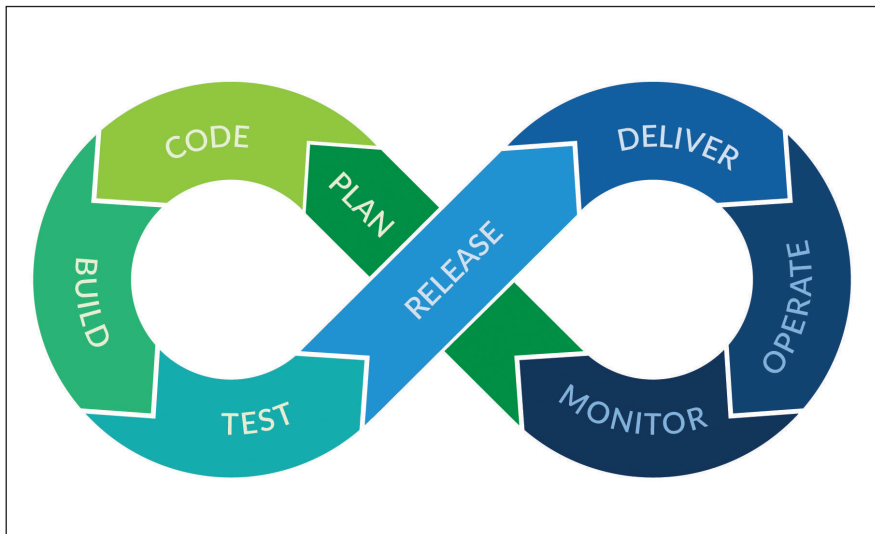 CODE
DELIVER
PLAN
RELEASE
BUILD
OPERATE
TEST
MONITOR